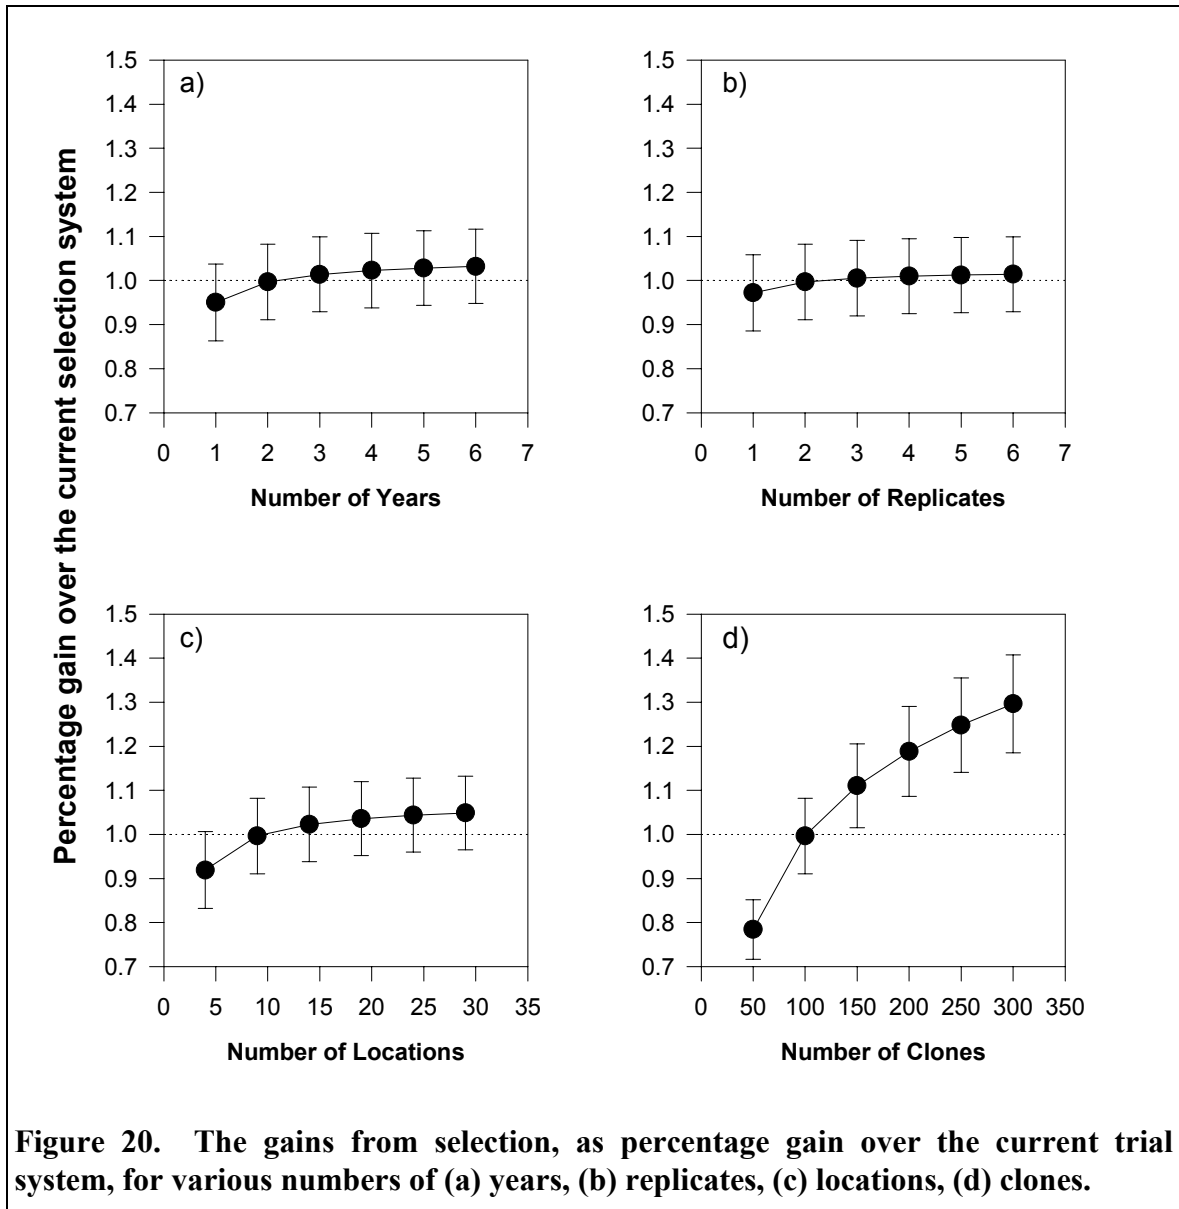 Percentage gain over the current selection system
a)
1.5
1.4
1.3
1.2
1.1
1.0
0.9
0.8
0.7
0 1 2 3 4 5 6 7
Number of Years
b)
1.5
1.4
1.3
1.2
1.1
1.0
0.9
0.8
0.7
0 1 2 3 4 5 6 7
Number of Replicates
c)
1.5
1.4
1.3
1.2
1.1
1.0
0.9
0.8
0.7
0 5 10 15 20 25 30 35
Number of Locations
d)
1.5
1.4
1.3
1.2
1.1
1.0
0.9
0.8
0.7
0 50 100 150 200 250 300 350
Number of Clones
Figure 20. The gains from selection, as percentage gain over the current trial
system, for various numbers of (a) years, (b) replicates, (c) locations, (d) clones.